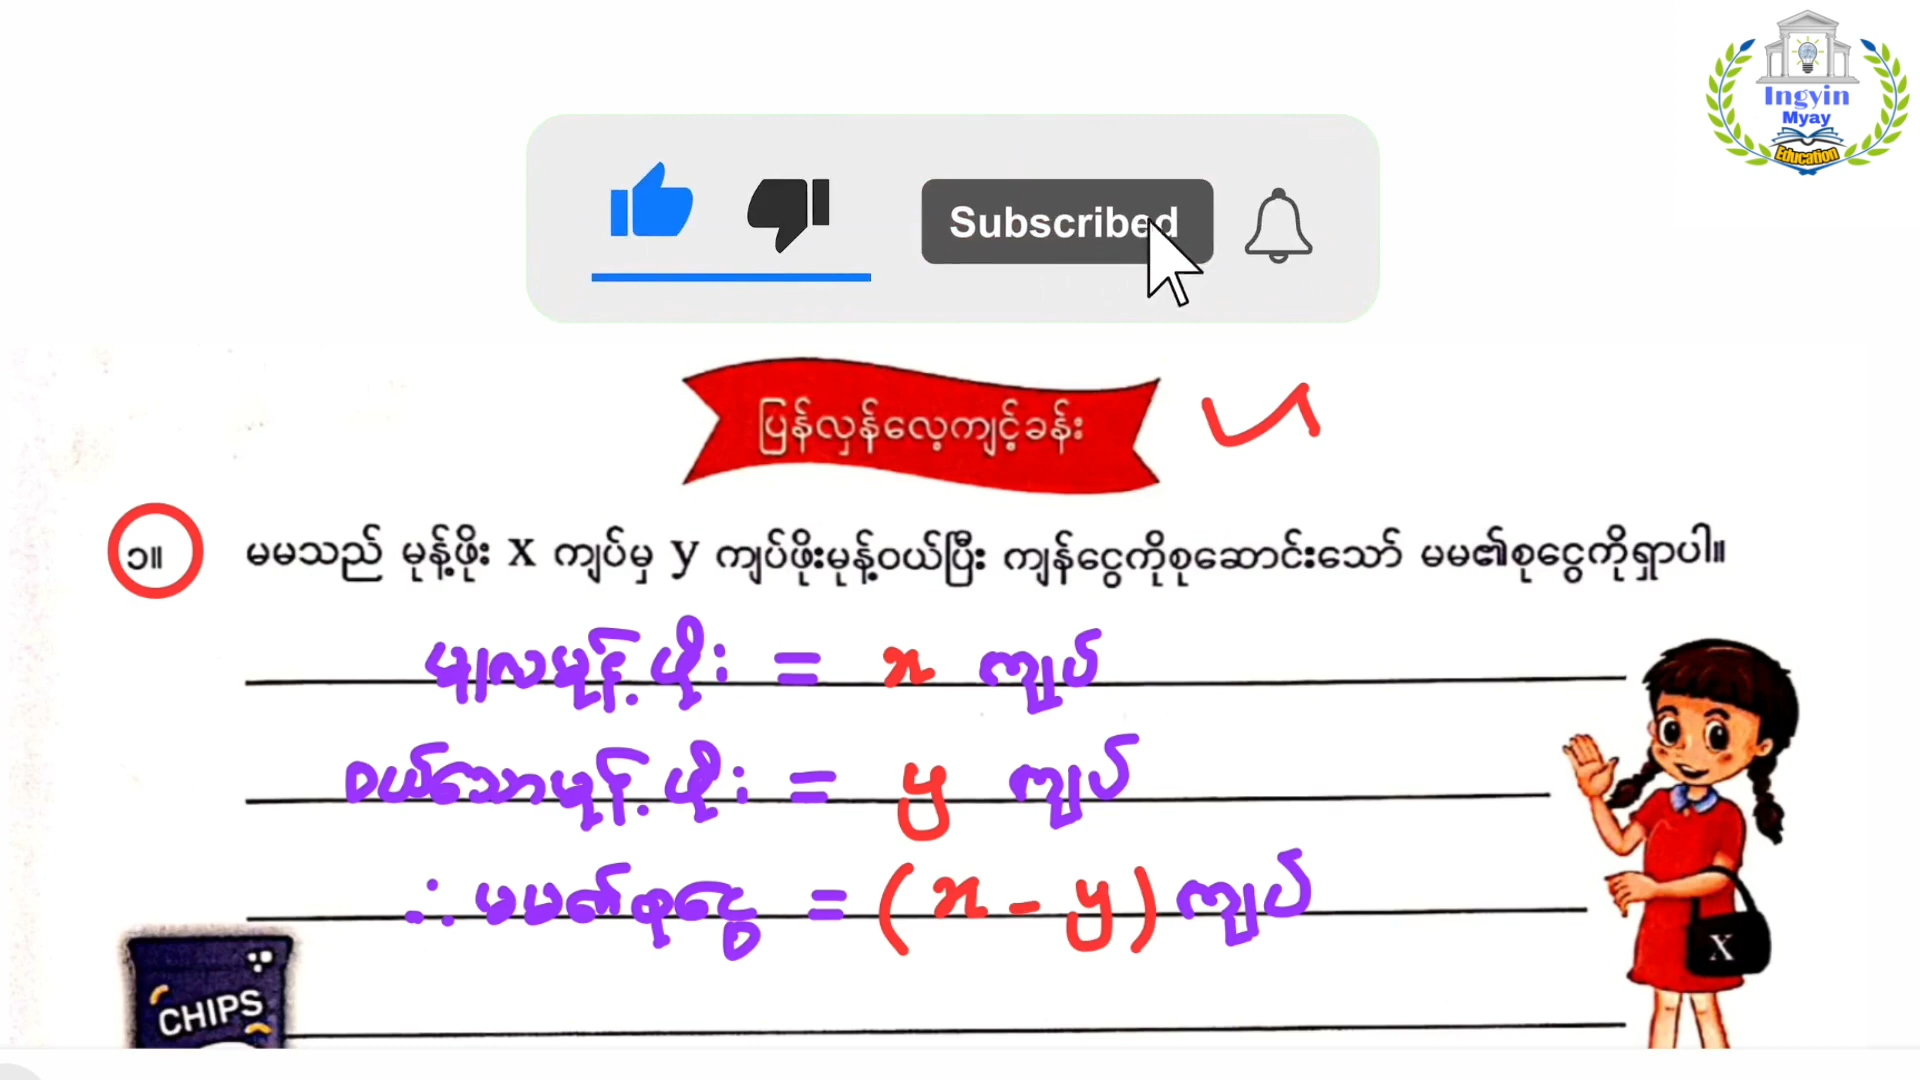 Ingyin
Myay
Education
Subscribed
ပြန်လှန်လေ့ကျင့်ခန်း
၁။ မမသည် မုန့်ဖိုး x ကျပ်မှ y ကျပ်ဖိုးမုန့်ဝယ်ပြီး ကျန်ငွေကိုစုဆောင်းသော် မမ၏စုငွေကိုရှာပါ။
မူလမုန့်ဖိုး = x ကျပ်
ဝယ်သောမုန့်ဖိုး = y ကျပ်
∴ မမ၏စုငွေ = (x - y) ကျပ်
CHIPS
X